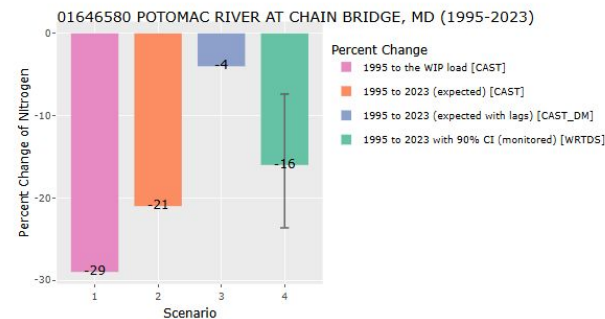 01646580 POTOMAC RIVER AT CHAIN BRIDGE, MD (1995-2023)
Percent Change of Nitrogen
0
-10
-20
-30
-29
-21
-4
-16
1
2
3
4
Scenario
Percent Change
1995 to the WIP load [CAST]
1995 to 2023 (expected) [CAST]
1995 to 2023 (expected with lags) [CAST_DM]
1995 to 2023 with 90% CI (monitored) [WRTDS]